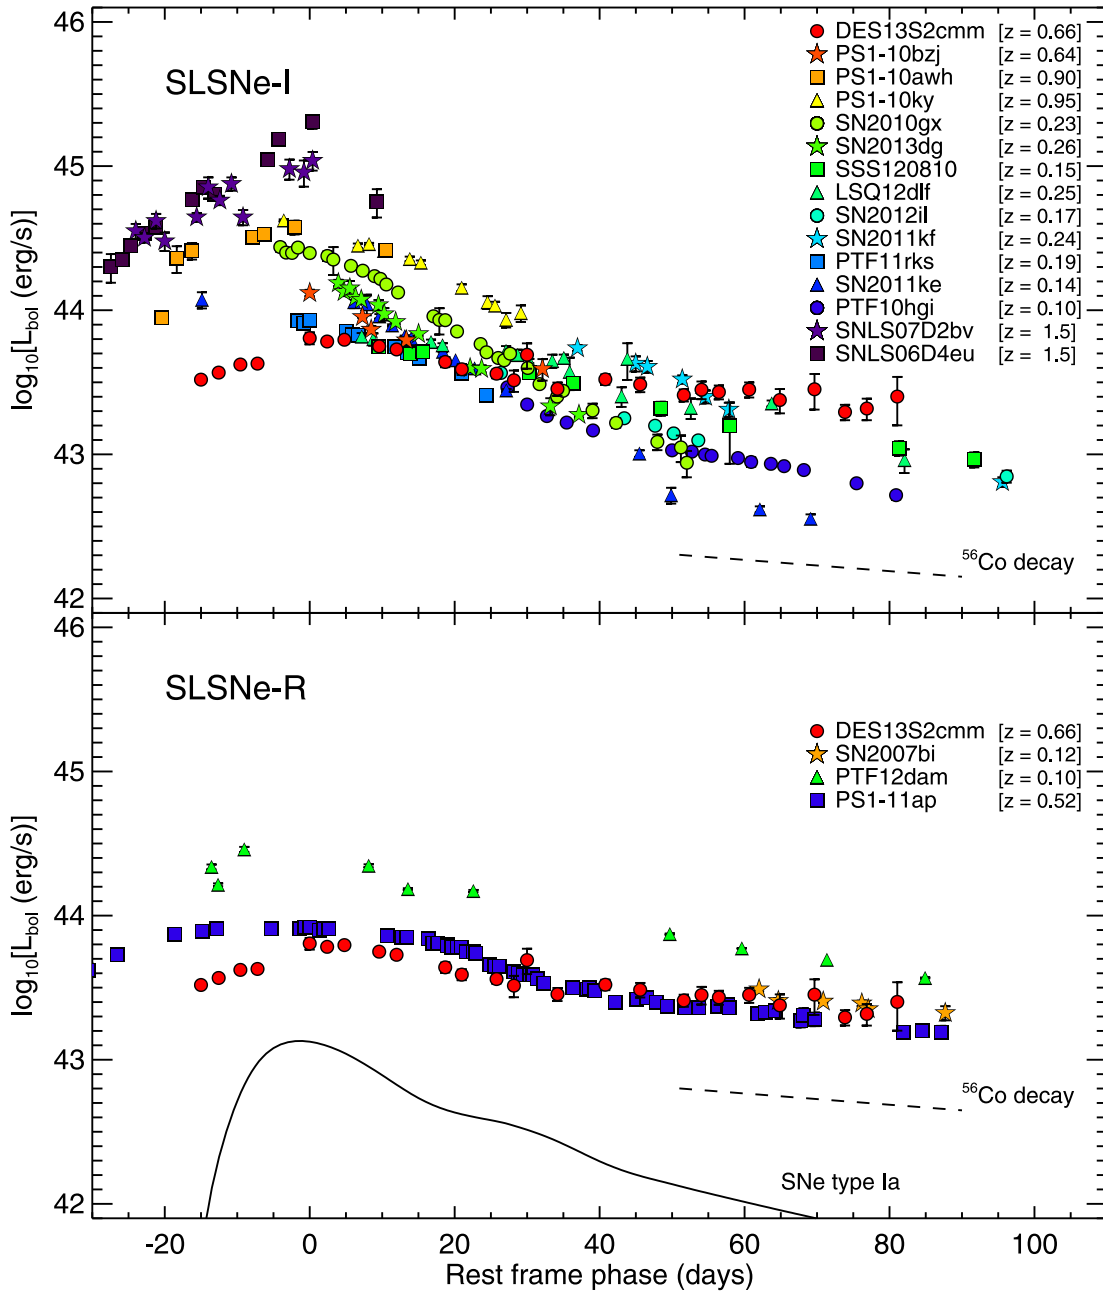 46
45
44
43
42
log10[Lbol (erg/s)]
SLSNe-I
DES13S2cmm [z = 0.66]
PS1-10bzj [z = 0.64]
PS1-10awh [z = 0.90]
PS1-10ky [z = 0.95]
SN2010gx [z = 0.23]
SN2013dg [z = 0.26]
SSS120810 [z = 0.15]
LSQ12dlf [z = 0.25]
SN2012il [z = 0.17]
SN2011kf [z = 0.24]
PTF11rks [z = 0.19]
SN2011ke [z = 0.14]
PTF10hgi [z = 0.10]
SNLS07D2bv [z = 1.5]
SNLS06D4eu [z = 1.5]
56Co decay
46
45
44
43
42
log10[Lbol (erg/s)]
SLSNe-R
DES13S2cmm [z = 0.66]
SN2007bi [z = 0.12]
PTF12dam [z = 0.10]
PS1-11ap [z = 0.52]
56Co decay
SNe type Ia
-20 0 20 40 60 80 100
Rest frame phase (days)